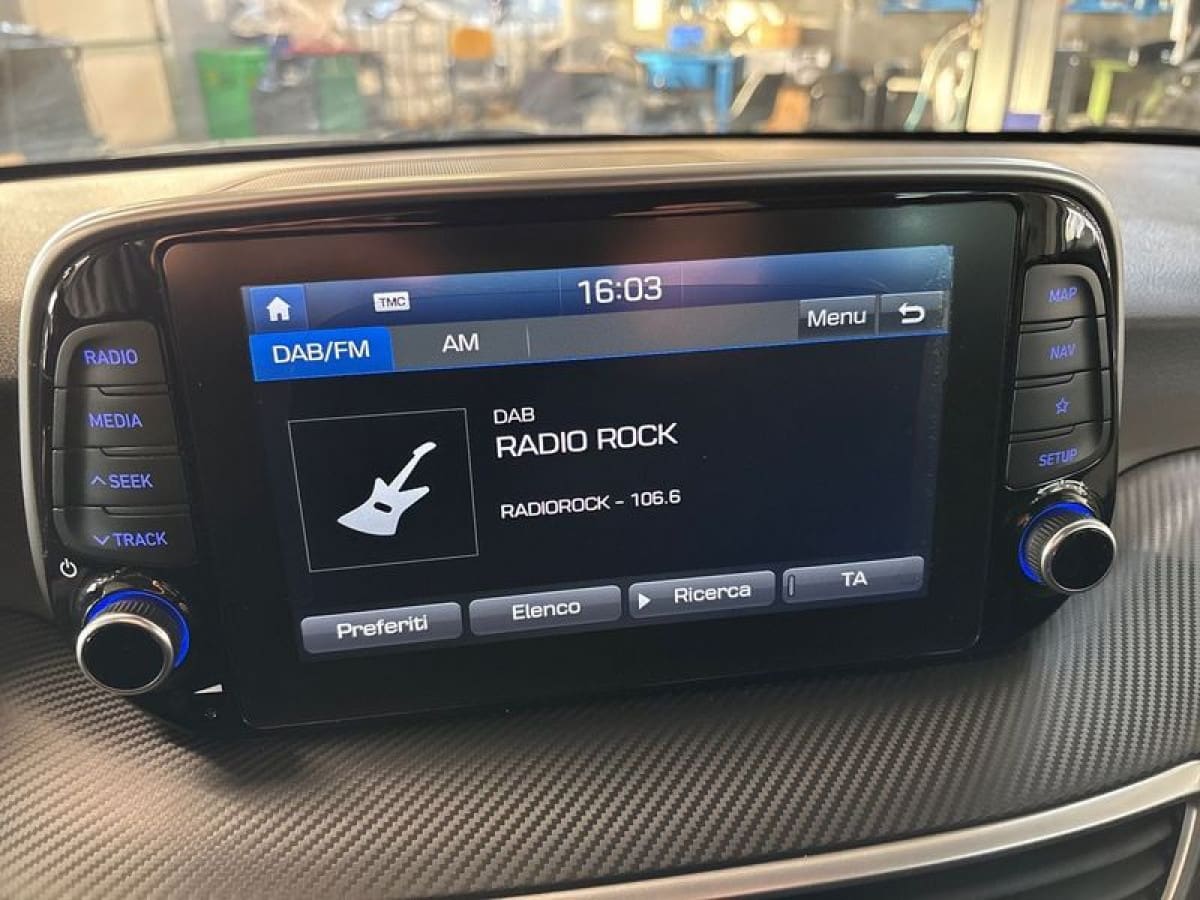 TMC
16:03
DAB/FM
AM
Menu
DAB
RADIO ROCK
RADIOROCK - 106.6
Preferiti
Elenco
Ricerca
TA
RADIO
MEDIA
SEEK
TRACK
MAP
NAV
SETUP